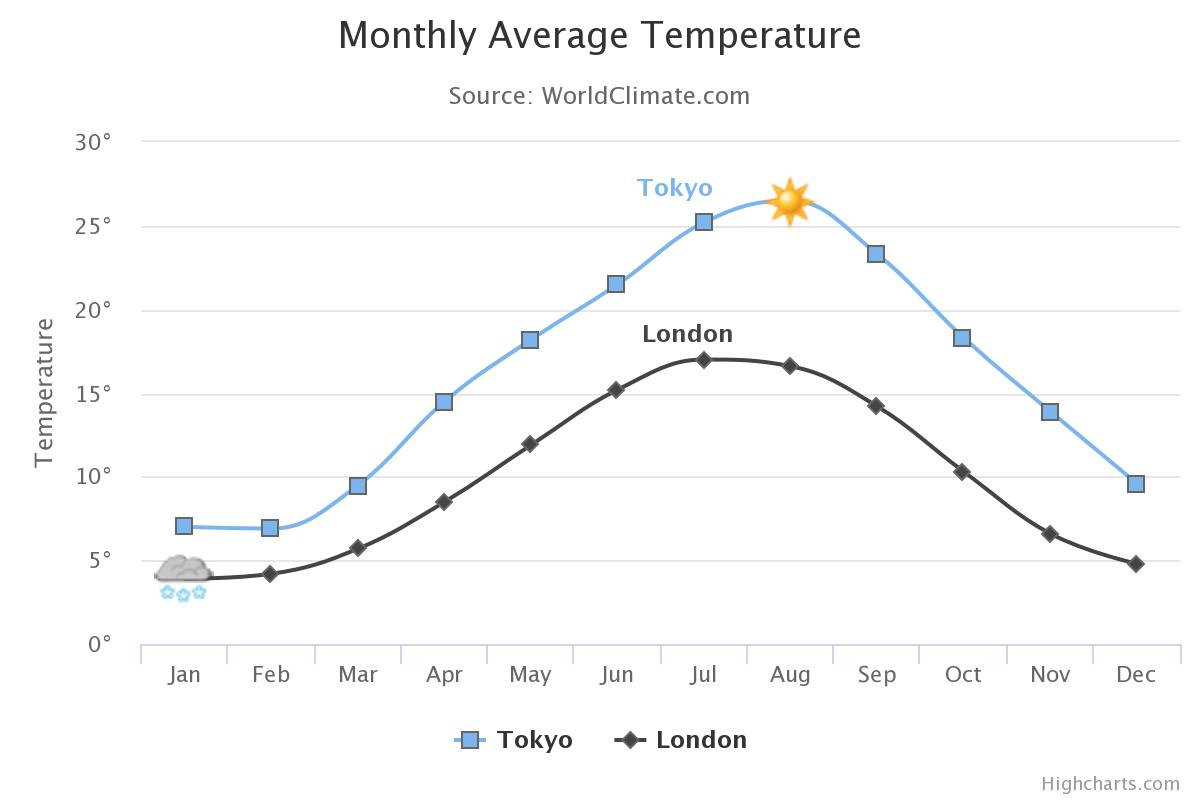 Monthly Average Temperature
Source: WorldClimate.com
30°
25°
20°
15°
10°
5°
0°
Temperature
Tokyo
London
Jan Feb Mar Apr May Jun Jul Aug Sep Oct Nov Dec
Tokyo London
Highcharts.com